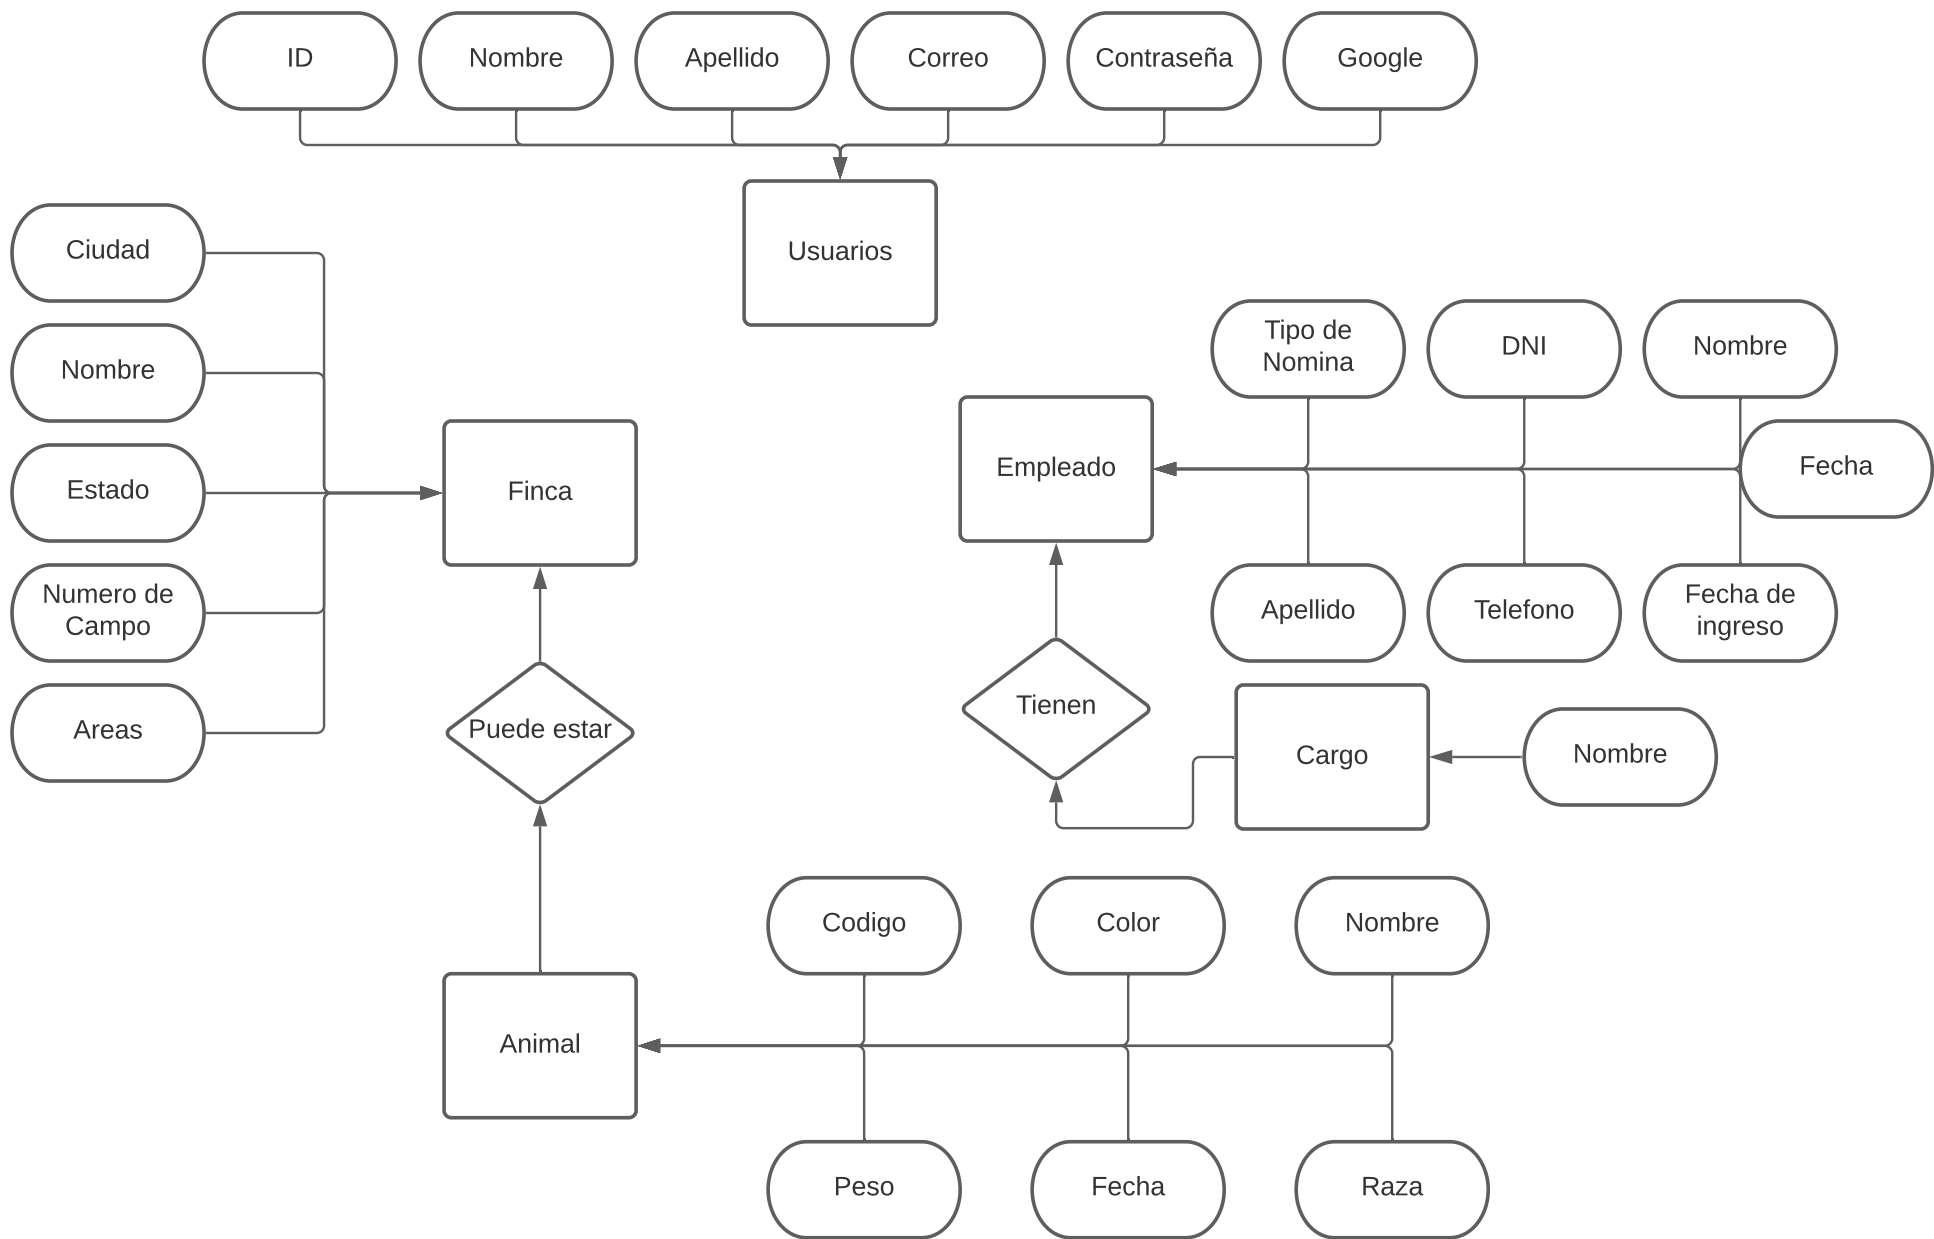 ID
Nombre
Apellido
Correo
Contraseña
Google
Usuarios
Ciudad
Nombre
Estado
Numero de
Campo
Areas
Finca
Puede estar
Animal
Tipo de
Nomina
DNI
Nombre
Empleado
Fecha
Apellido
Telefono
Fecha de
ingreso
Tienen
Cargo
Nombre
Codigo
Color
Nombre
Peso
Fecha
Raza